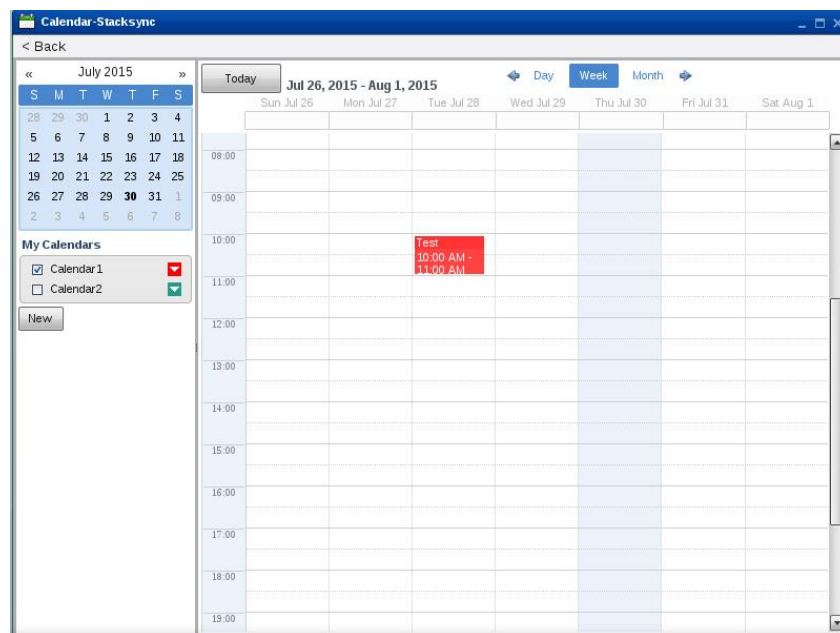 Calendar-Stacksync
< Back
« July 2015 »
S M T W T F S
28 29 30 1 2 3 4
5 6 7 8 9 10 11
12 13 14 15 16 17 18
19 20 21 22 23 24 25
26 27 28 29 30 31 1
2 3 4 5 6 7 8
My Calendars
Calendar1
Calendar2
New
Today
Jul 26, 2015 - Aug 1, 2015
Day Week Month
Sun Jul 26 Mon Jul 27 Tue Jul 28 Wed Jul 29 Thu Jul 30 Fri Jul 31 Sat Aug 1
08:00
09:00
10:00
Test
10:00 AM -
11:00 AM
11:00
12:00
13:00
14:00
15:00
16:00
17:00
18:00
19:00